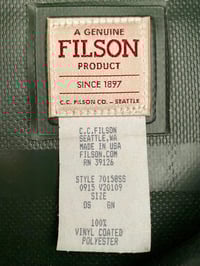 A GENUINE
FILSON
PRODUCT
SINCE 1897
C.C. FILSON CO. – SEATTLE
C.C.FILSON
SEATTLE,WA
MADE IN USA
FILSON.COM
RN 39126
STYLE 70158SS
0915 V20109
SIZE
OS GN
100%
VINYL COATED
POLYESTER